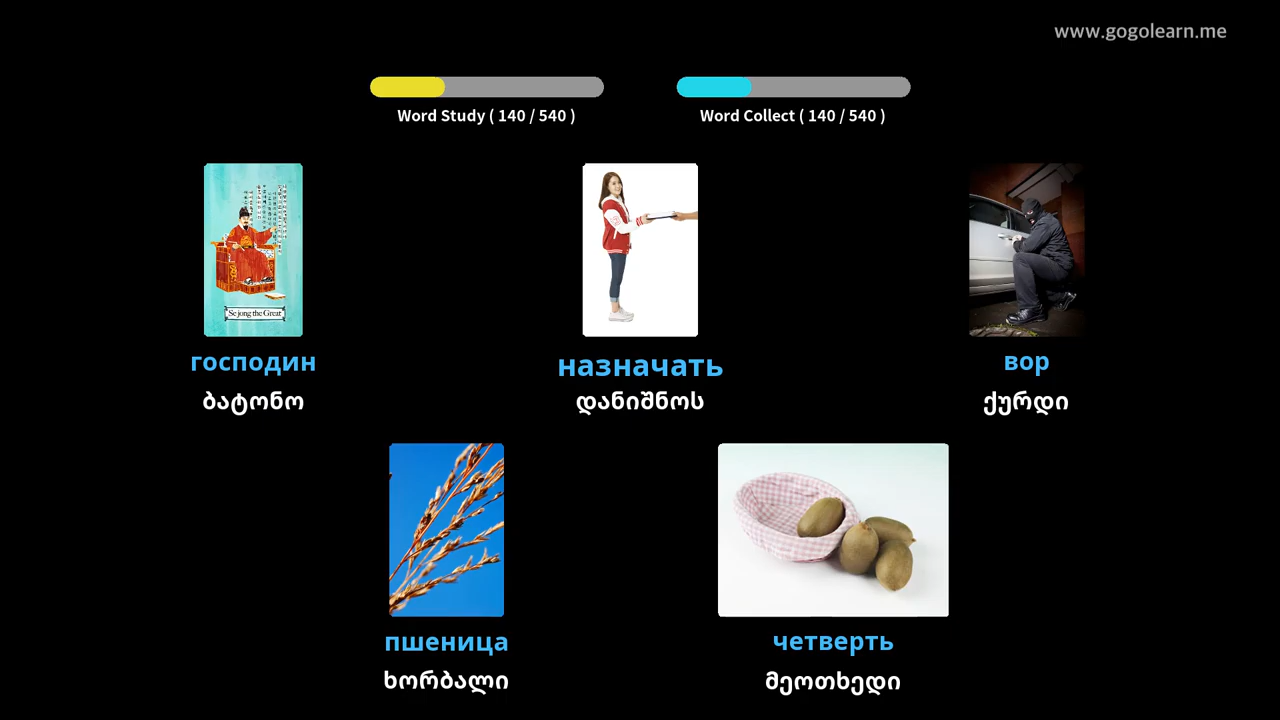 www.gogolearn.me
Word Study ( 140 / 540 )
Word Collect ( 140 / 540 )
Se jong the Great
господин
ბატონო
назначать
დანიშნოს
вор
ქურდი
пшеница
ხორბალი
четверть
მეოთხედი